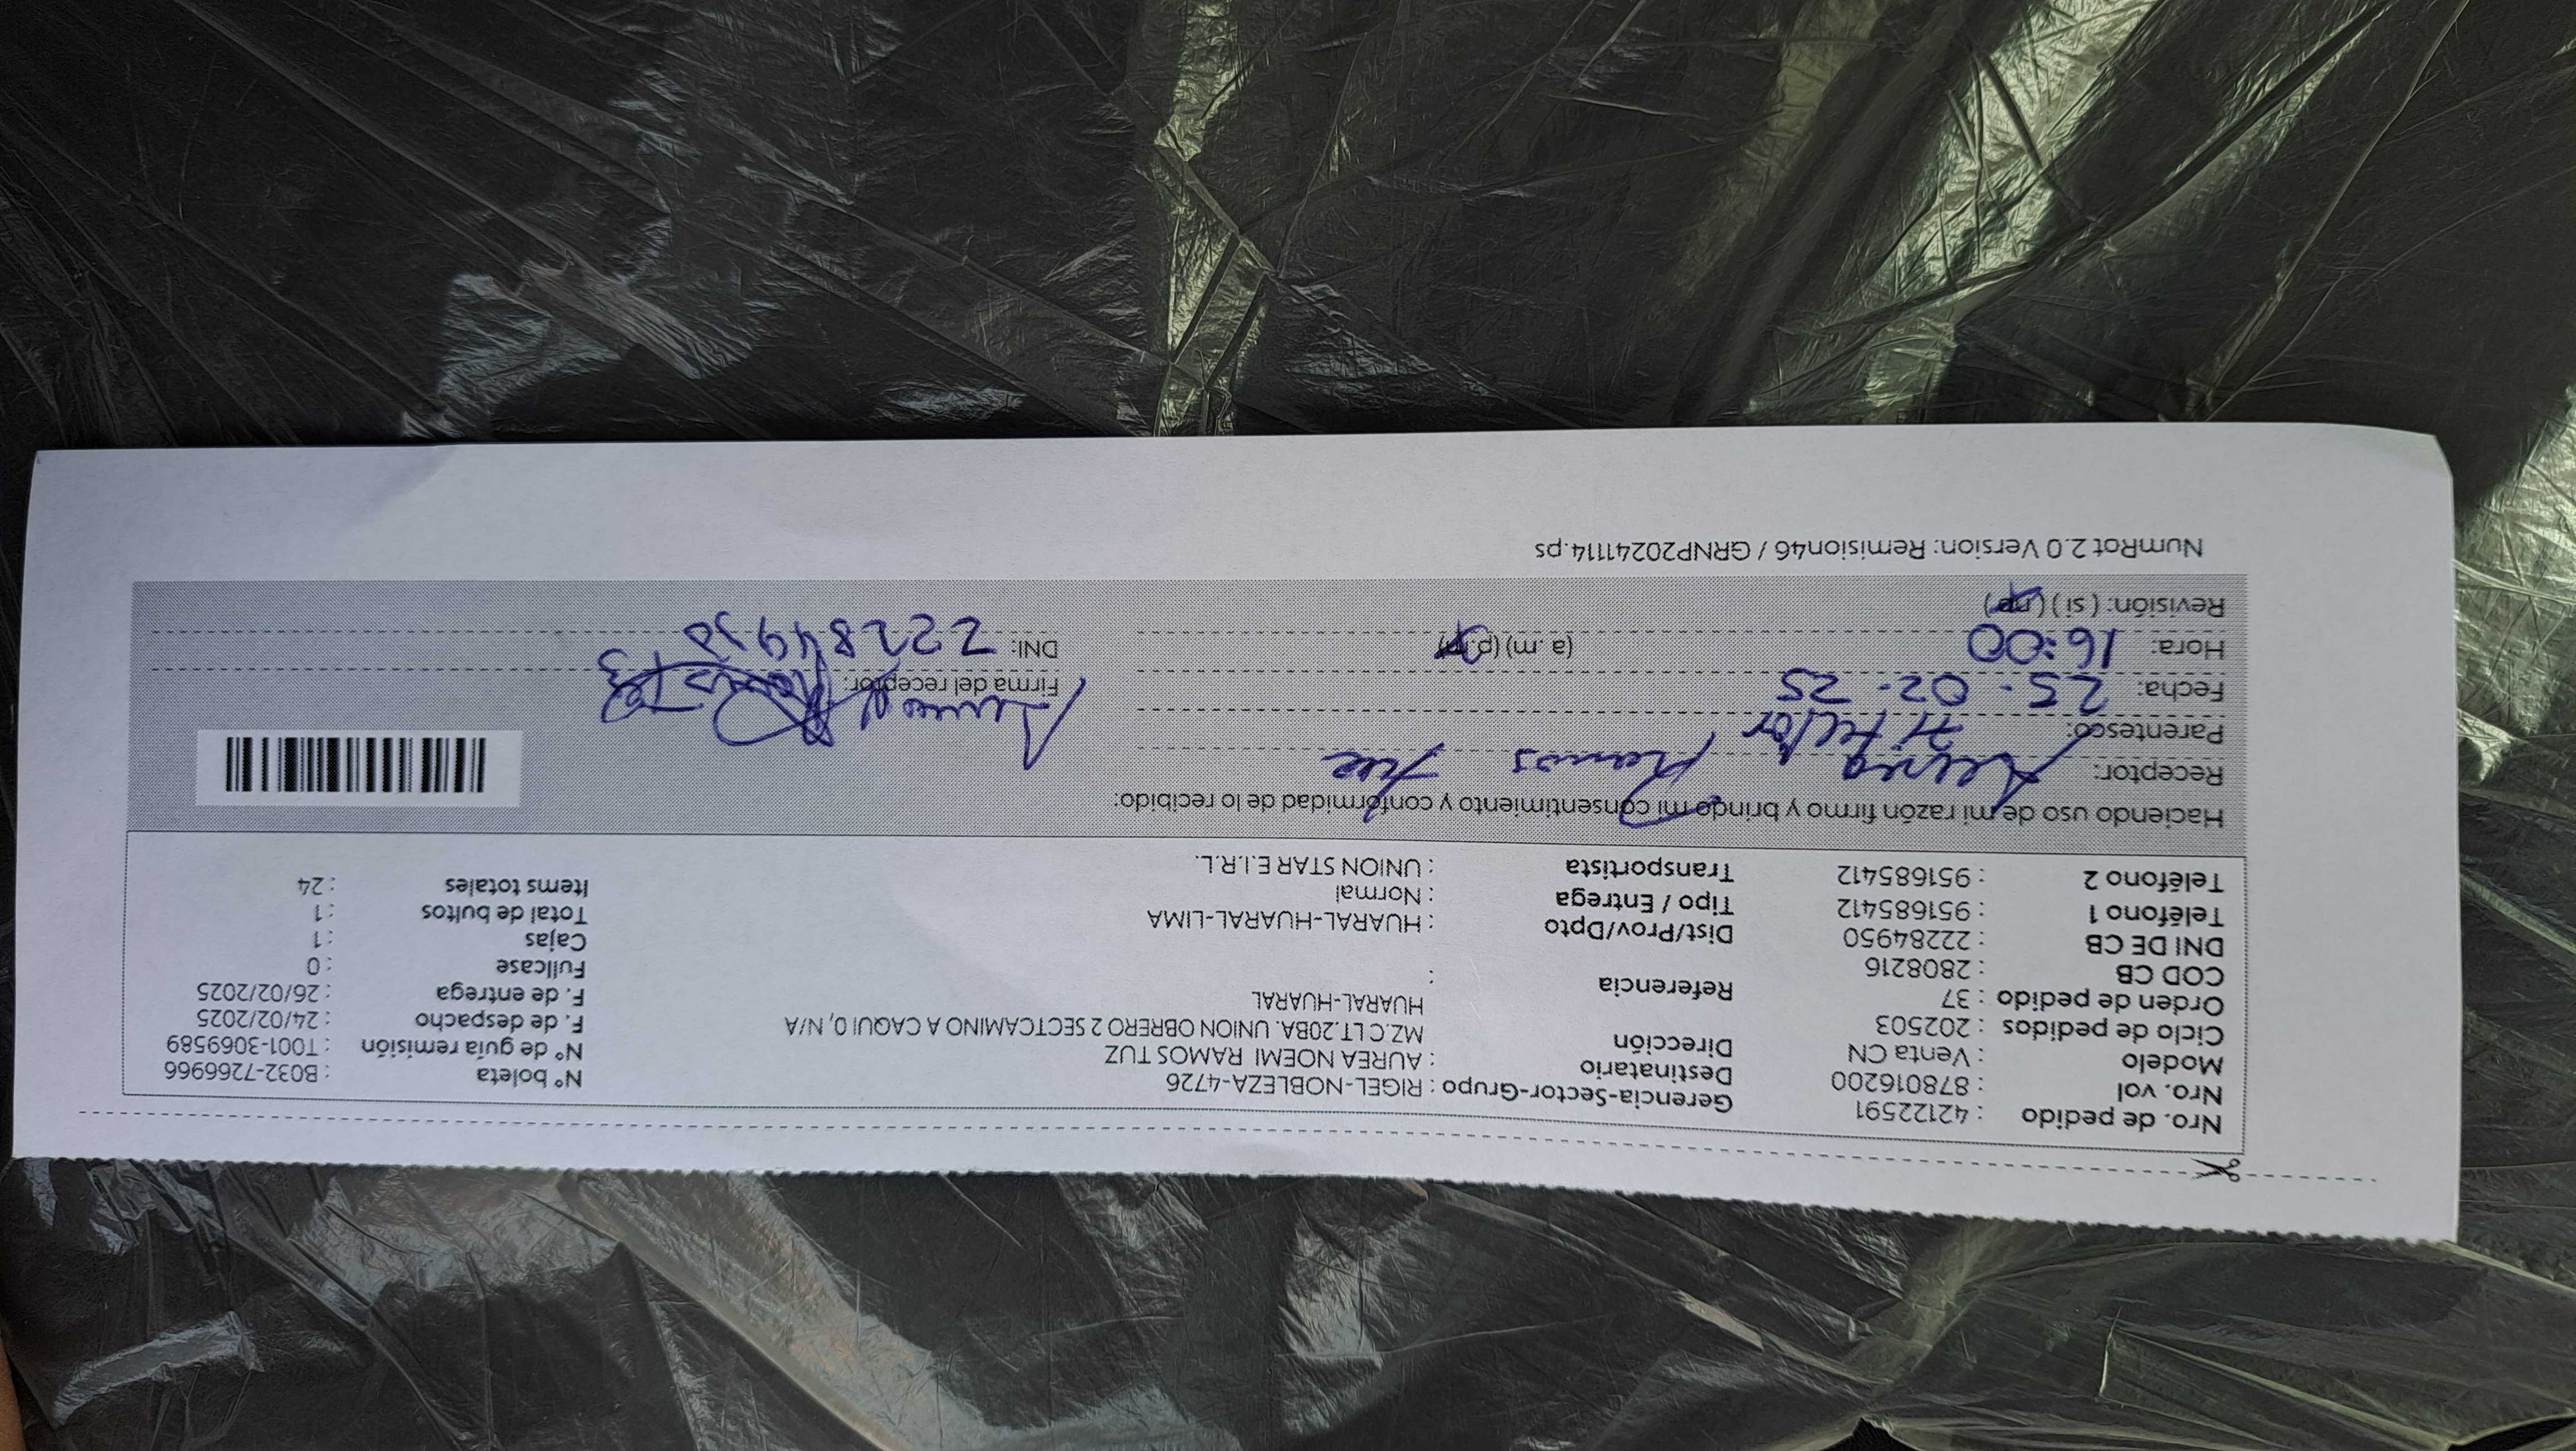 Nro. de pedido : 42122591 Gerencia-Sector-Grupo : RIGEL-NOBLEZA-4726 N° boleta : B032-7266966
Nro. vol : 878016200 Destinatario : AUREA NOEMI RAMOS TUZ N° de guía remisión : T001-3069589
Modelo : Venta CN Dirección MZ.C LT.20BA. UNION OBRERO 2 SECTCAMINO A CAQUI 0, N/A F. de despacho : 24/02/2025
Ciclo de pedidos : 202503 HUARAL-HUARAL F. de entrega : 26/02/2025
Orden de pedido : 37 Referencia : Fullcase : 0
COD CB : 2808216 Dist/Prov/Dpto : HUARAL-HUARAL-LIMA Cajas : 1
DNI DE CB : 22284950 Tipo / Entrega : Normal Total de bultos : 1
Teléfono 1 : 951685412 Transportista : UNION STAR E.I.R.L. Items totales : 24
Teléfono 2 : 951685412
Haciendo uso de mi razón firmo y brindo mi consentimiento y conformidad de lo recibido:
Receptor: Ramos
Parentesco: Titular
Fecha: 25-02-25 Firma del receptor:
Hora: 16:00 (a.m) (p.m) DNI: 22284950
Revisión: (si) (no)
NumRot 2.0 Version: Remision46 / GRNP20241114.ps